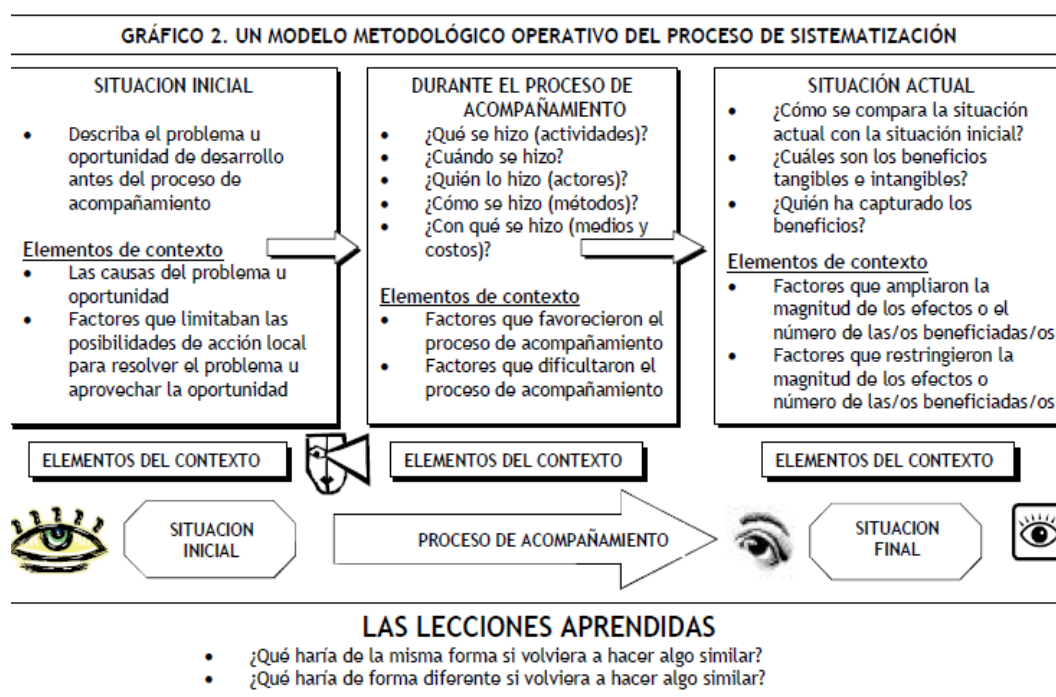 GRÁFICO 2. UN MODELO METODOLÓGICO OPERATIVO DEL PROCESO DE SISTEMATIZACIÓN
SITUACION INICIAL
• Describa el problema u
oportunidad de desarrollo
antes del proceso de
acompañamiento
Elementos de contexto
• Las causas del problema u
oportunidad
• Factores que limitaban las
posibilidades de acción local
para resolver el problema u
aprovechar la oportunidad
DURANTE EL PROCESO DE
ACOMPAÑAMIENTO
• ¿Qué se hizo (actividades)?
• ¿Cuándo se hizo?
• ¿Quién lo hizo (actores)?
• ¿Cómo se hizo (métodos)?
• ¿Con qué se hizo (medios y
costos)?
Elementos de contexto
• Factores que favorecieron el
proceso de acompañamiento
• Factores que dificultaron el
proceso de acompañamiento
SITUACIÓN ACTUAL
• ¿Cómo se compara la situación
actual con la situación inicial?
• ¿Cuáles son los beneficios
tangibles e intangibles?
• ¿Quién ha capturado los
beneficios?
Elementos de contexto
• Factores que ampliaron la
magnitud de los efectos o el
número de las/os beneficiadas/os
• Factores que restringieron la
magnitud de los efectos o
número de las/os beneficiadas/os
ELEMENTOS DEL CONTEXTO
ELEMENTOS DEL CONTEXTO
ELEMENTOS DEL CONTEXTO
SITUACION
INICIAL
PROCESO DE ACOMPAÑAMIENTO
SITUACION
FINAL
LAS LECCIONES APRENDIDAS
• ¿Qué haría de la misma forma si volviera a hacer algo similar?
• ¿Qué haría de forma diferente si volviera a hacer algo similar?